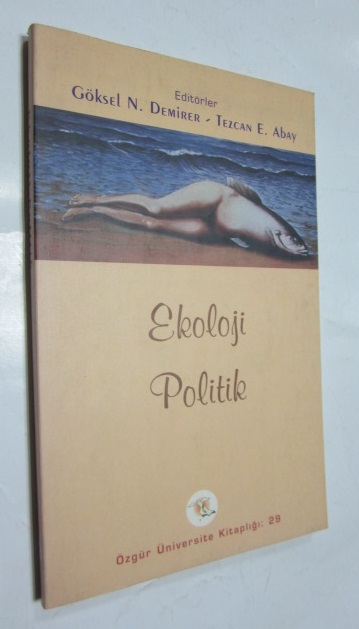 Editörler
Göksel N. Demirer - Tezcan E. Abay
Ekoloji
Politik
Özgür Üniversite Kitaplığı: 29